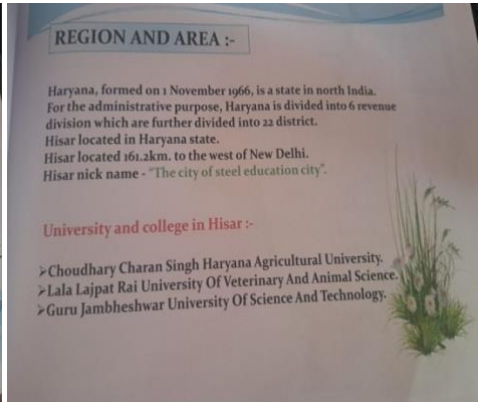 REGION AND AREA :-
Haryana, formed on 1 November 1966, is a state in north India.
For the administrative purpose, Haryana is divided into 6 revenue
division which are further divided into 22 district.
Hisar located in Haryana state.
Hisar located 161.2km. to the west of New Delhi.
Hisar nick name - "The city of steel education city".
University and college in Hisar :-
➢Choudhary Charan Singh Haryana Agricultural University.
➢Lala Lajpat Rai University Of Veterinary And Animal Science.
➢Guru Jambheshwar University Of Science And Technology.